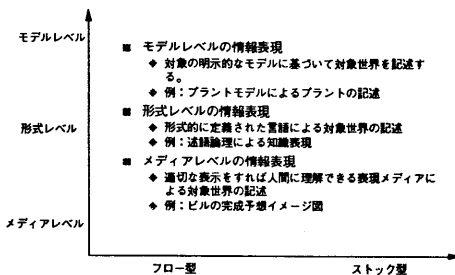 モデルレベル
■ モデルレベルの情報表現
◆ 対象の明示的なモデルに基づいて対象世界を記述す
る。
◆ 例：プラントモデルによるプラントの記述
形式レベル
■ 形式レベルの情報表現
◆ 形式的に定義された言語による対象世界の記述
◆ 例：述語論理による知識表現
■ メディアレベルの情報表現
◆ 適切な表示をすれば人間に理解できる表現メディアに
よる対象世界の記述
◆ 例：ビルの完成予想イメージ図
メディアレベル
フロー型 ストック型